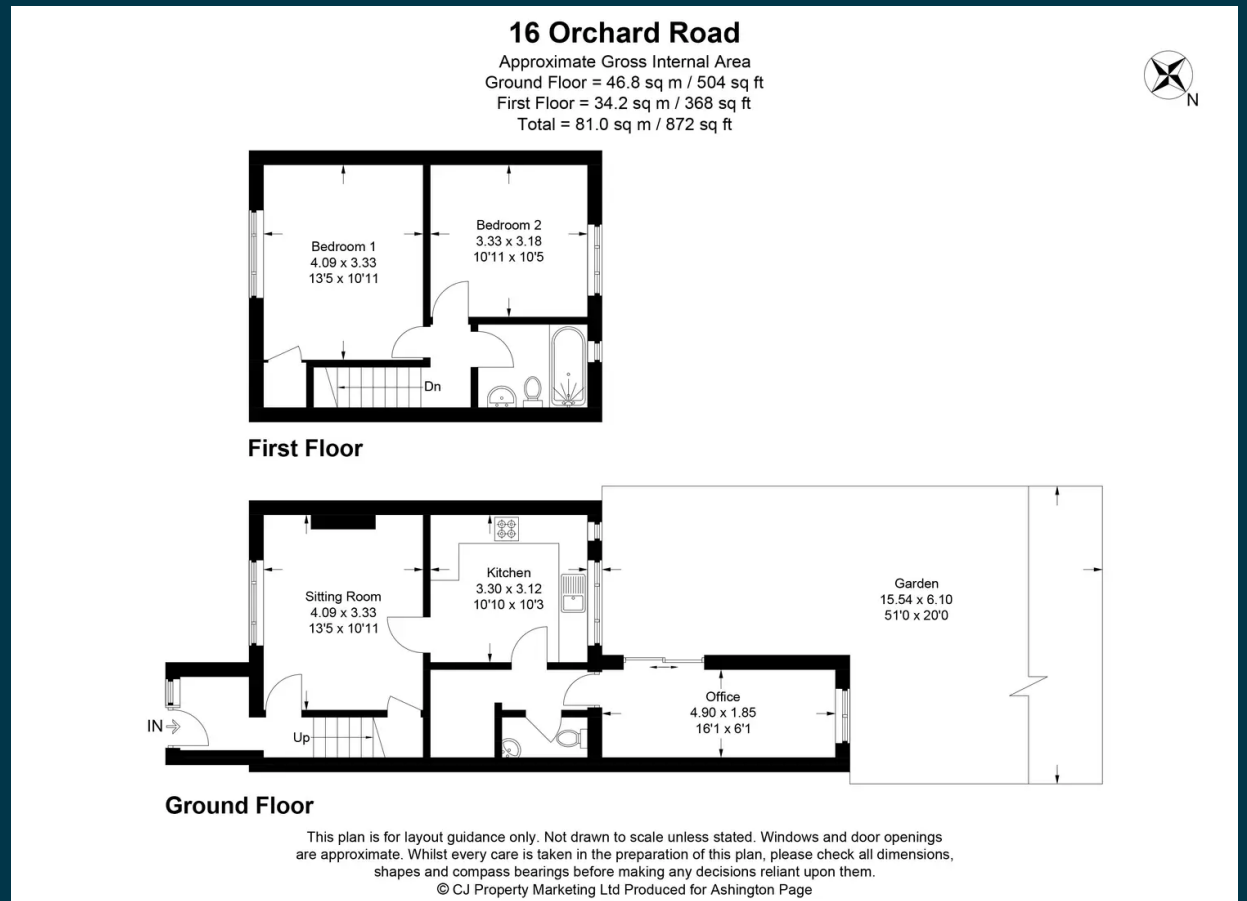 16 Orchard Road
Approximate Gross Internal Area
Ground Floor = 46.8 sq m / 504 sq ft
First Floor = 34.2 sq m / 368 sq ft
Total = 81.0 sq m / 872 sq ft
N
Bedroom 1
4.09 x 3.33
13'5 x 10'11
Bedroom 2
3.33 x 3.18
10'11 x 10'5
Dn
First Floor
Sitting Room
4.09 x 3.33
13'5 x 10'11
Kitchen
3.30 x 3.12
10'10 x 10'3
Garden
15.54 x 6.10
51'0 x 20'0
Office
4.90 x 1.85
16'1 x 6'1
IN
Up
Ground Floor
This plan is for layout guidance only. Not drawn to scale unless stated. Windows and door openings
are approximate. Whilst every care is taken in the preparation of this plan, please check all dimensions,
shapes and compass bearings before making any decisions reliant upon them.
© CJ Property Marketing Ltd Produced for Ashington Page